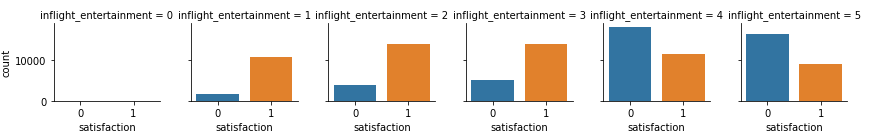 inflight_entertainment = 0 inflight_entertainment = 1 inflight_entertainment = 2 inflight_entertainment = 3 inflight_entertainment = 4 inflight_entertainment = 5
count
10000
0
0 1 0 1 0 1 0 1 0 1 0 1
satisfaction satisfaction satisfaction satisfaction satisfaction satisfaction